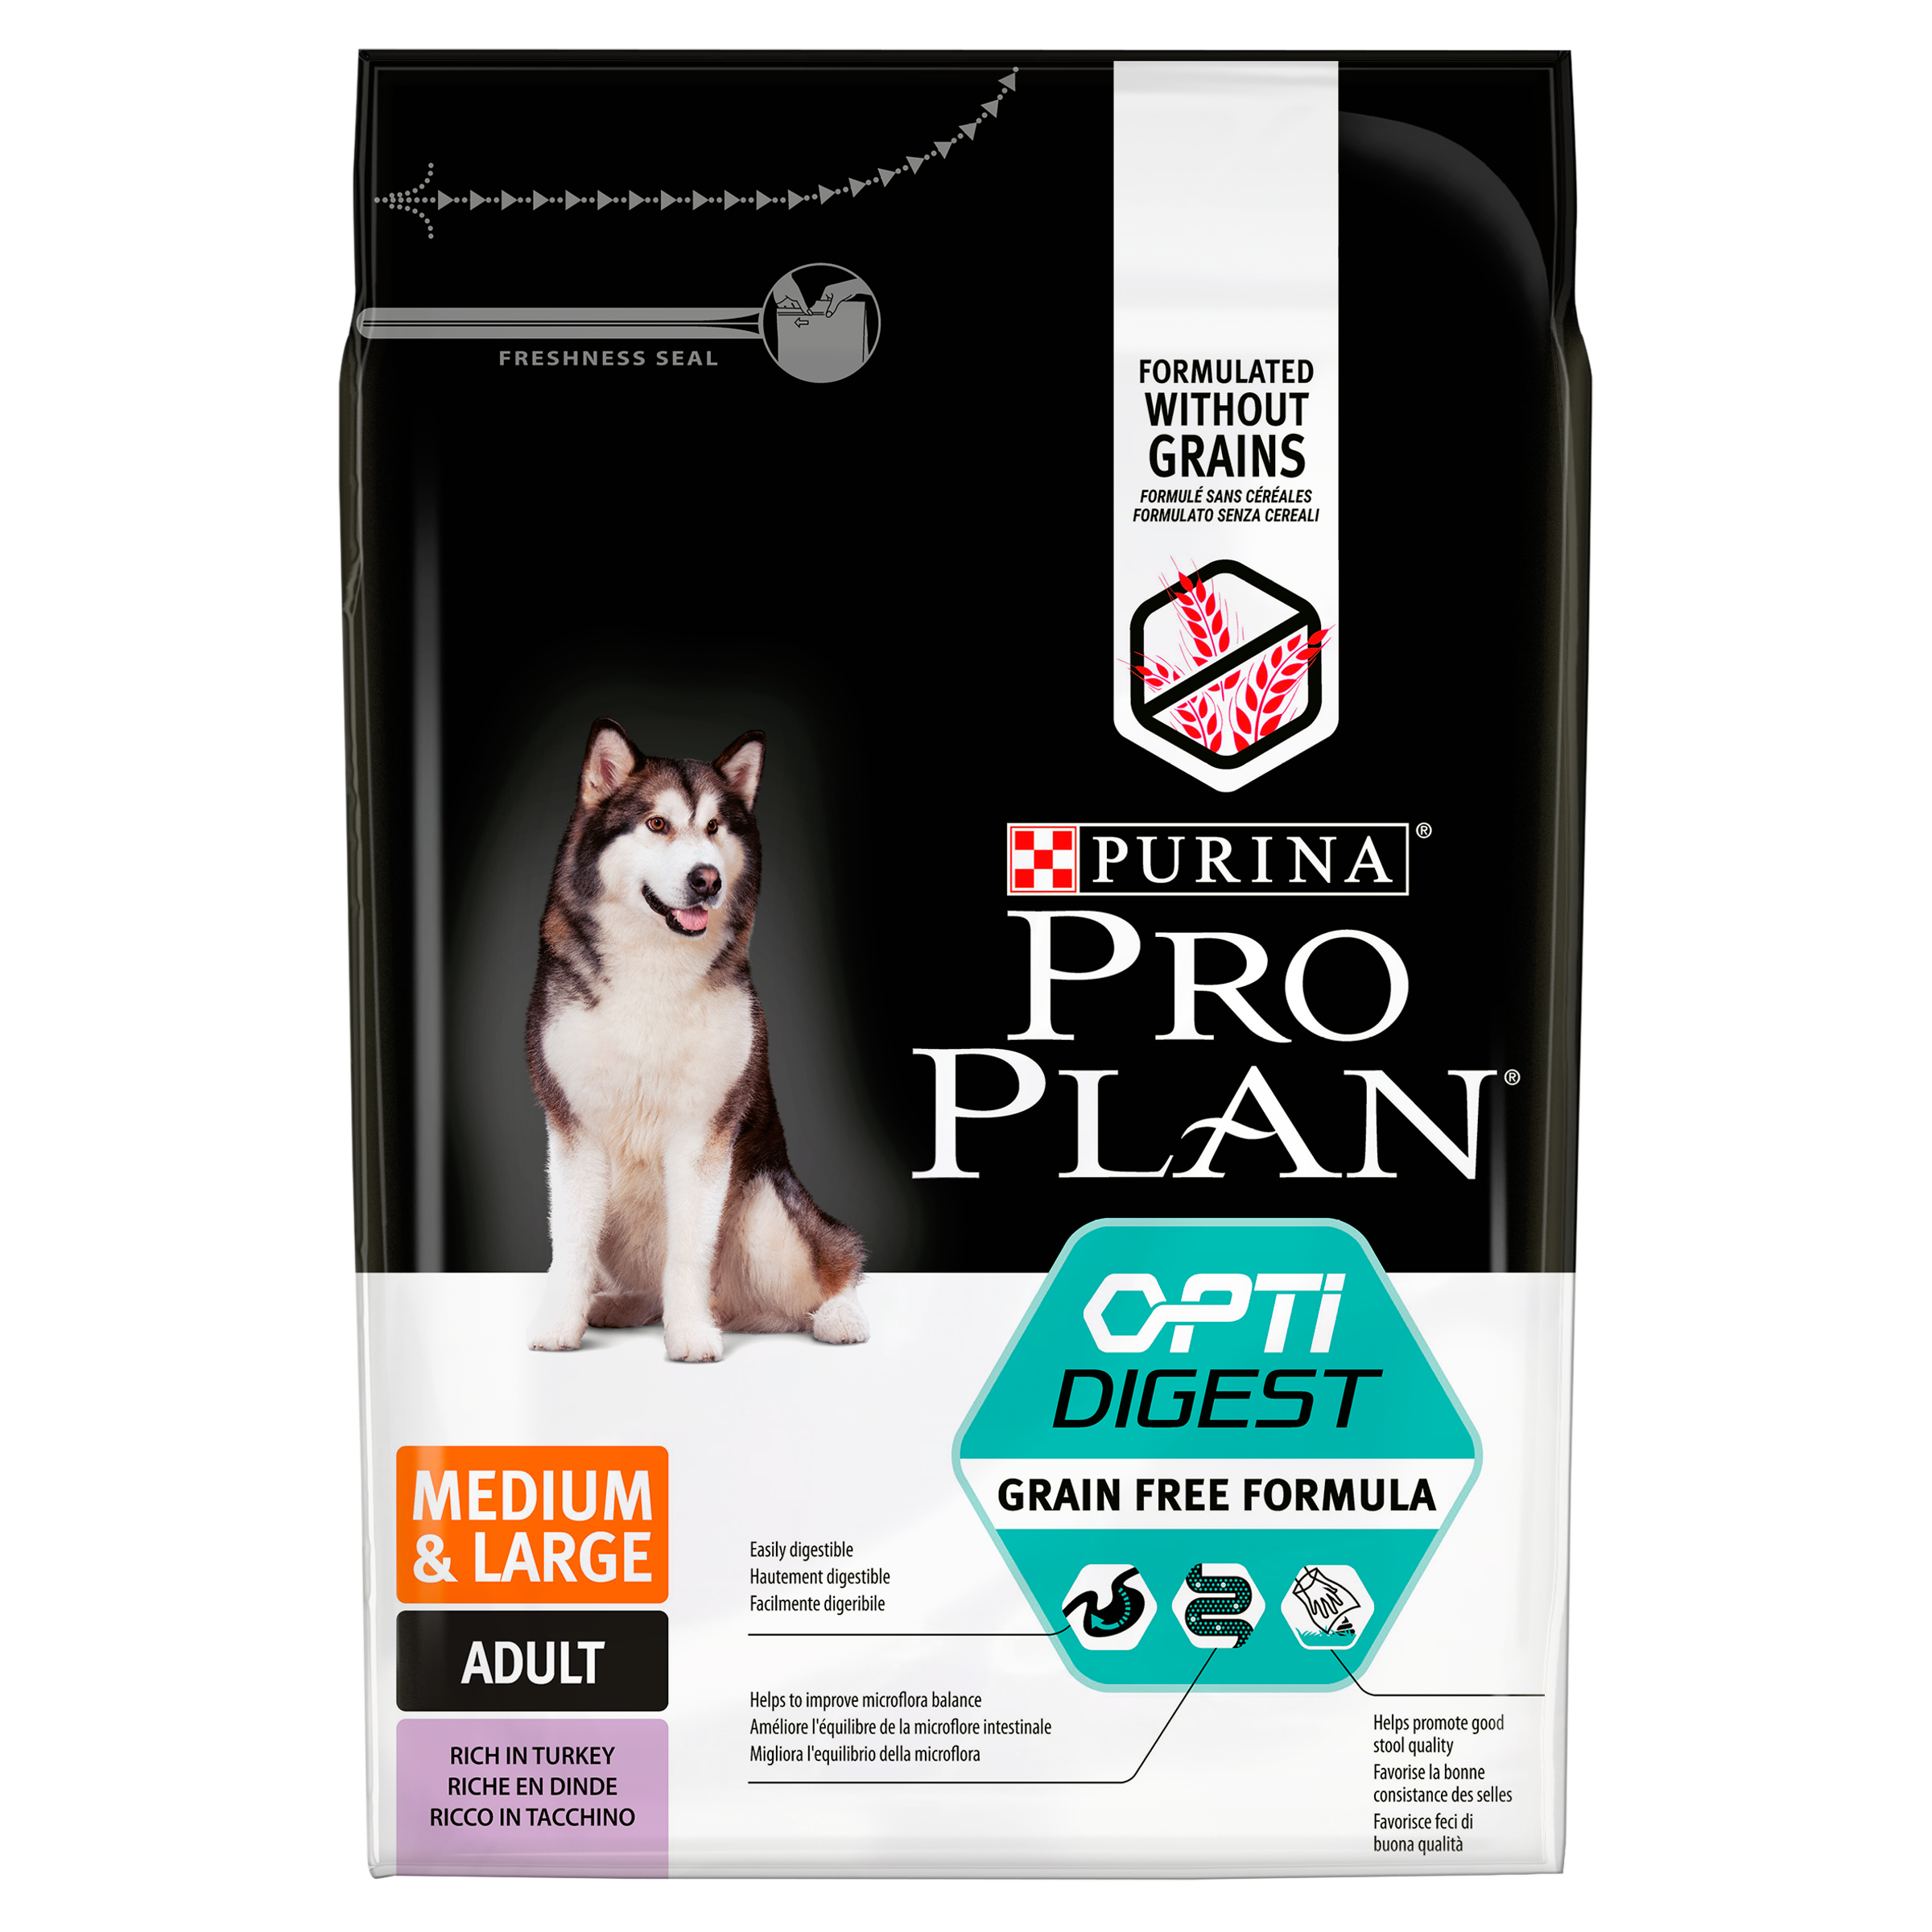 FRESHNESS SEAL
FORMULATED
WITHOUT
GRAINS
FORMULÉ SANS CÉRÉALES
FORMULATO SENZA CEREALI
PURINA®
PRO
PLAN®
OPTI
DIGEST
GRAIN FREE FORMULA
MEDIUM
& LARGE
ADULT
RICH IN TURKEY
RICHE EN DINDE
RICCO IN TACCHINO
Easily digestible
Hautement digestible
Facilmente digeribile
Helps to improve microflora balance
Améliore l'équilibre de la microflore intestinale
Migliora l'equilibrio della microflora
Helps promote good
stool quality
Favorise la bonne
consistance des selles
Favorisce feci di
buona qualità